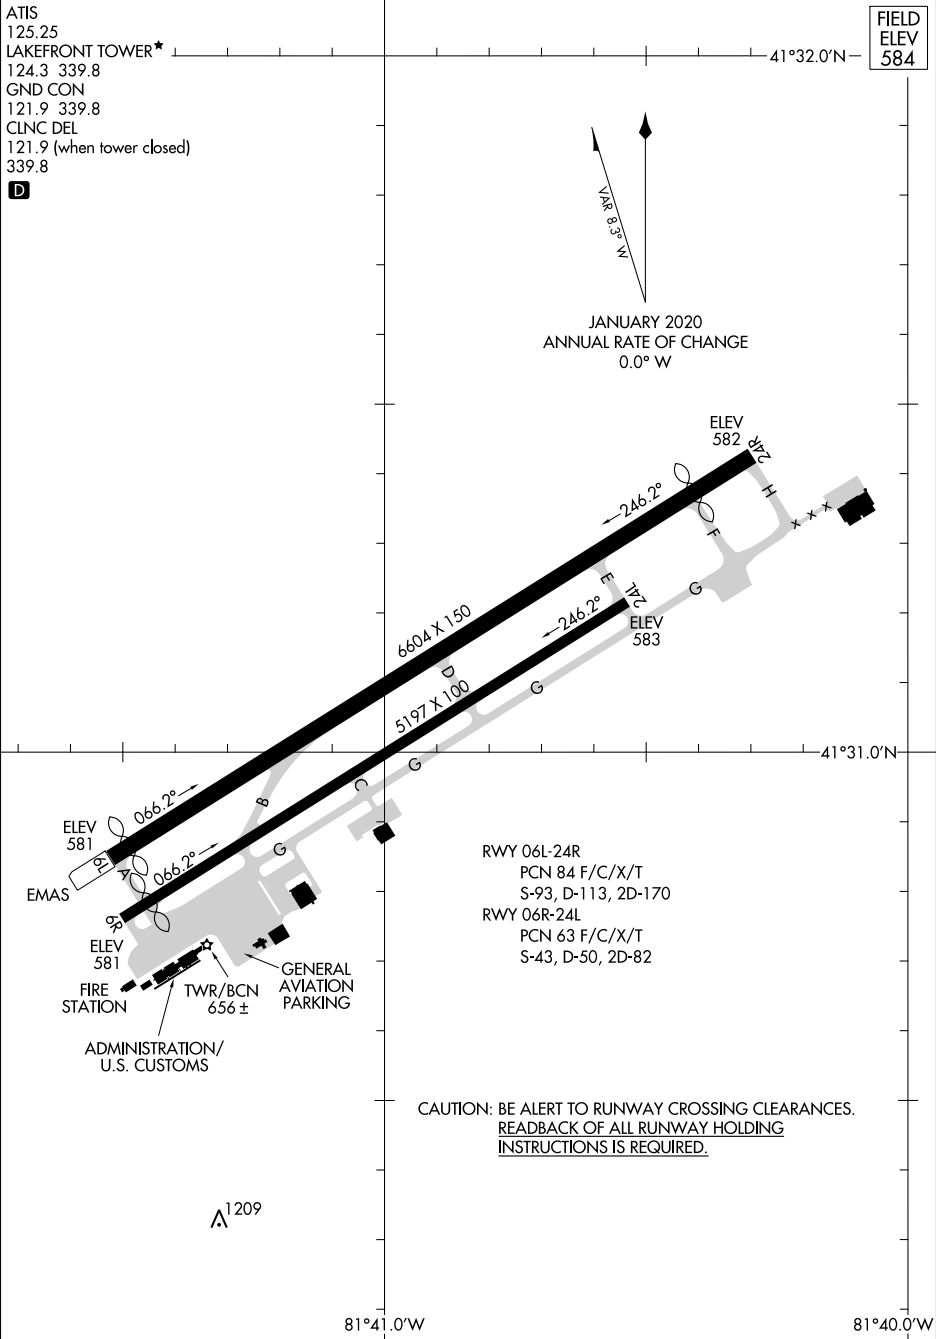 ATIS
125.25
LAKEFRONT TOWER★
124.3 339.8
GND CON
121.9 339.8
CLNC DEL
121.9 (when tower closed)
339.8
D
FIELD
ELEV
584
41°32.0'N
VAR 8.3° W
JANUARY 2020
ANNUAL RATE OF CHANGE
0.0° W
ELEV
582
24R
H
246.2°
F
X X X
E
24L
G
246.2°
ELEV
583
6604 X 150
D
G
5197 X 100
41°31.0'N
G
C
066.2°
B
ELEV
581
6L
A
066.2°
G
EMAS
6R
ELEV
581
RWY 06L-24R
PCN 84 F/C/X/T
S-93, D-113, 2D-170
RWY 06R-24L
PCN 63 F/C/X/T
S-43, D-50, 2D-82
FIRE
STATION
TWR/BCN
656 ±
GENERAL
AVIATION
PARKING
ADMINISTRATION/
U.S. CUSTOMS
CAUTION: BE ALERT TO RUNWAY CROSSING CLEARANCES.
READBACK OF ALL RUNWAY HOLDING
INSTRUCTIONS IS REQUIRED.
1209
81°41.0'W
81°40.0'W